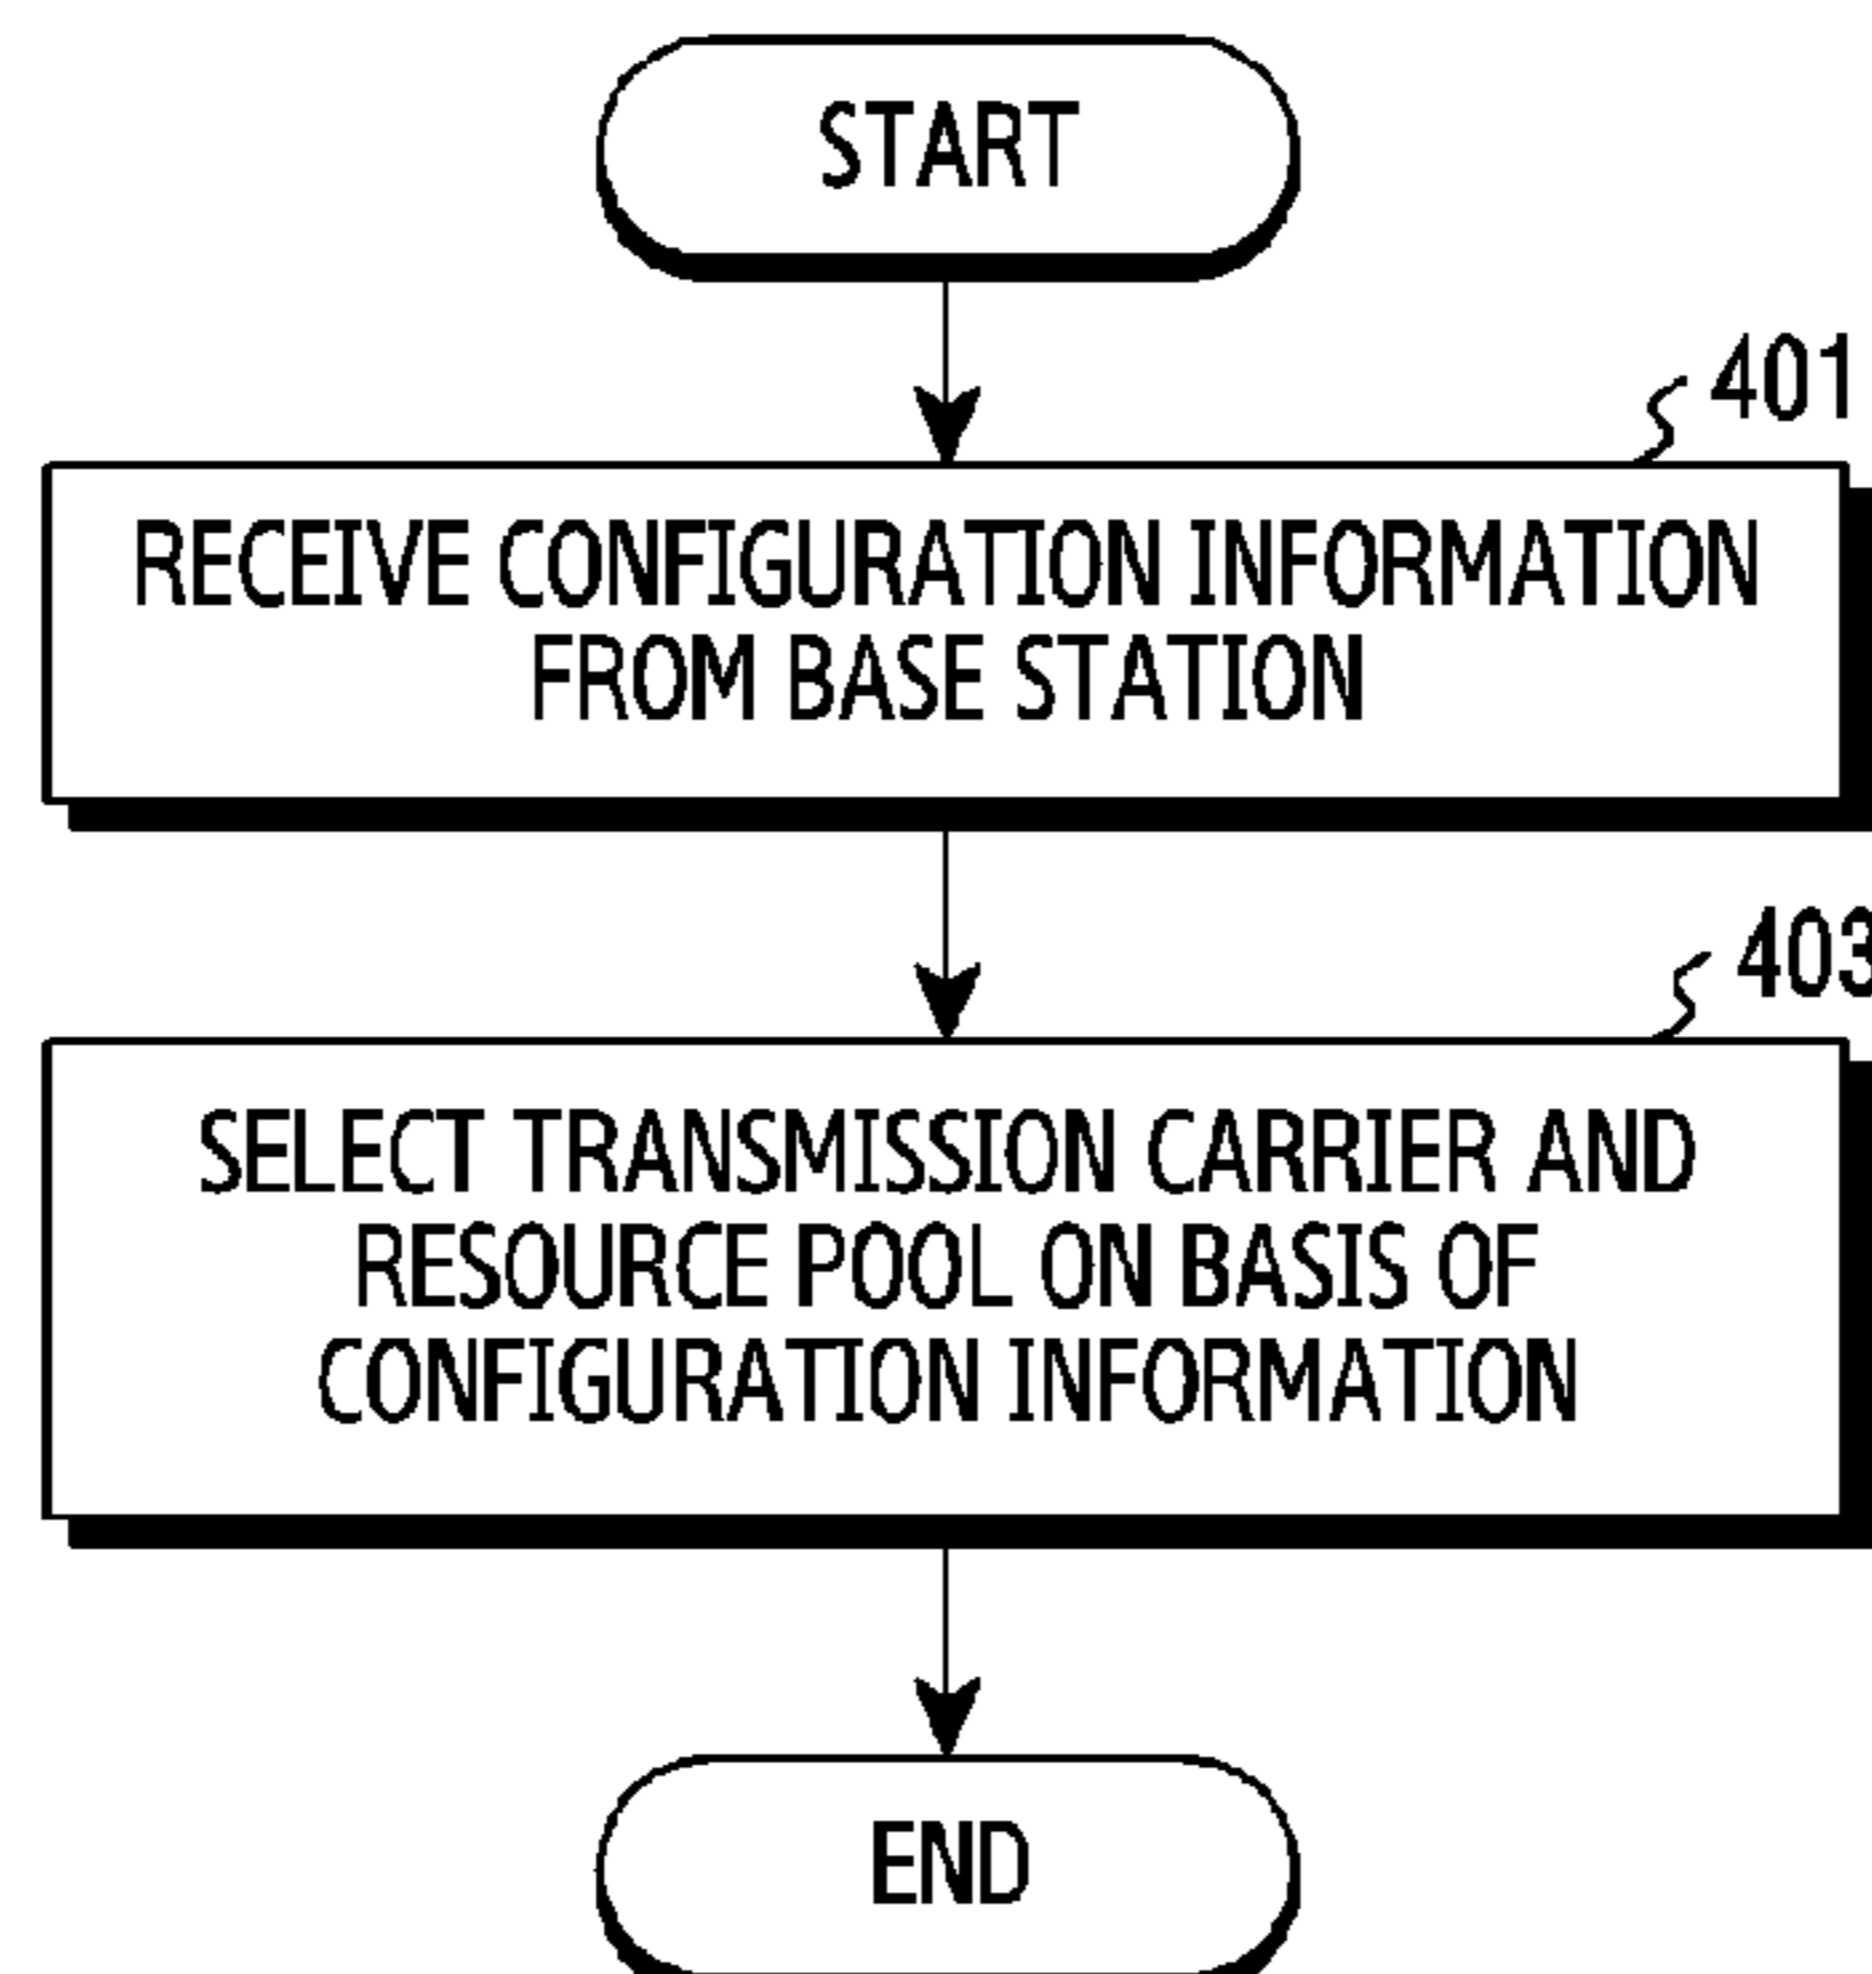 START
401
RECEIVE CONFIGURATION INFORMATION
FROM BASE STATION
403
SELECT TRANSMISSION CARRIER AND
RESOURCE POOL ON BASIS OF
CONFIGURATION INFORMATION
END